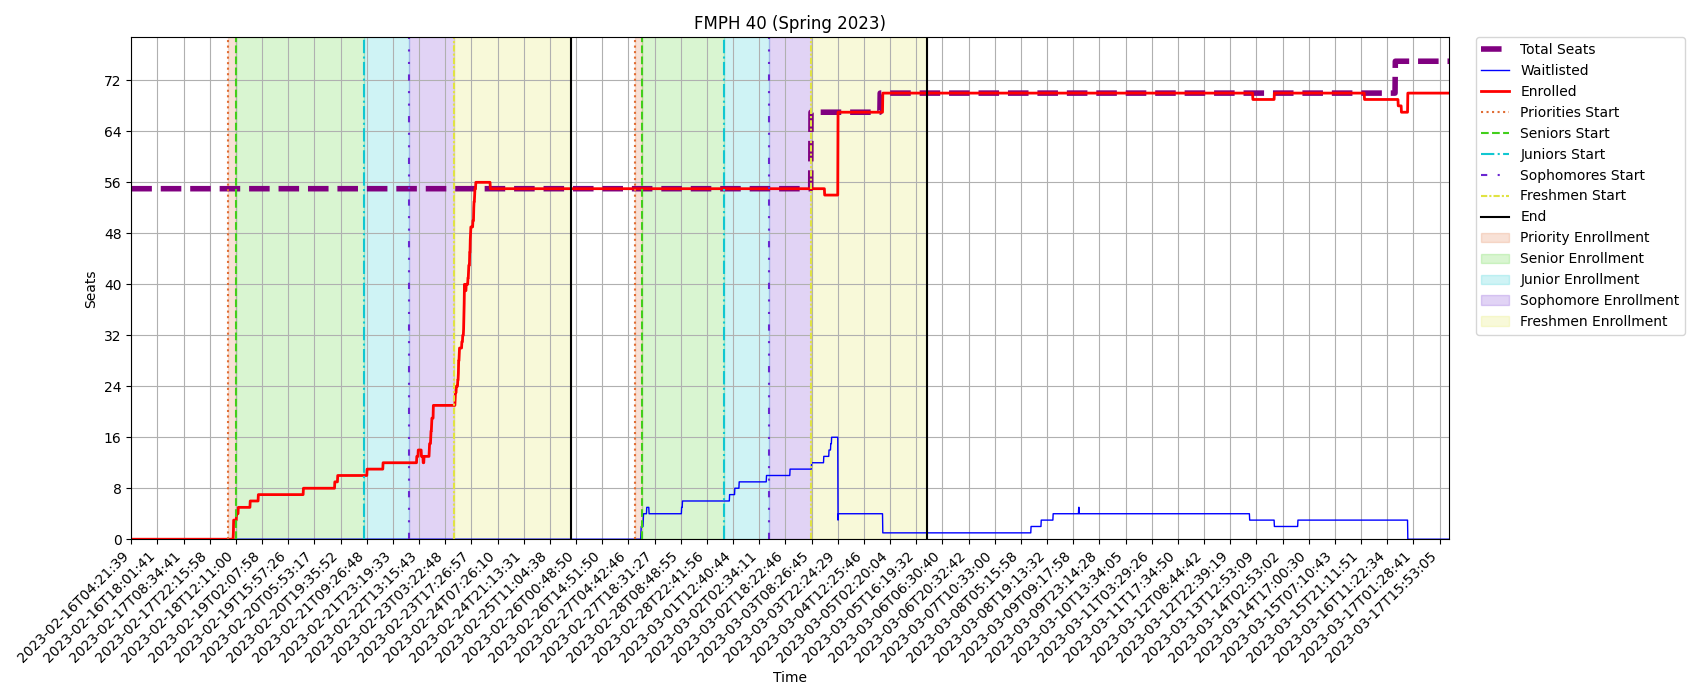 FMPH 40 (Spring 2023)
Total Seats
Waitlisted
Enrolled
Priorities Start
Seniors Start
Juniors Start
Sophomores Start
Freshmen Start
End
Priority Enrollment
Senior Enrollment
Junior Enrollment
Sophomore Enrollment
Freshmen Enrollment
Seats
72
64
56
48
40
32
24
16
8
0
2023-02-16T04:21:39
2023-02-16T18:01:41
2023-02-17T08:34:41
2023-02-17T22:15:58
2023-02-18T12:11:00
2023-02-19T02:07:58
2023-02-19T15:57:26
2023-02-20T05:53:17
2023-02-20T19:35:52
2023-02-21T09:26:48
2023-02-21T23:19:33
2023-02-22T13:15:43
2023-02-23T03:22:48
2023-02-23T17:26:57
2023-02-24T07:26:10
2023-02-24T21:13:31
2023-02-25T11:04:38
2023-02-26T00:48:50
2023-02-26T14:51:50
2023-02-27T04:42:46
2023-02-27T18:31:27
2023-02-28T08:48:55
2023-02-28T22:41:56
2023-03-01T12:40:44
2023-03-02T02:34:11
2023-03-02T18:22:46
2023-03-03T08:26:45
2023-03-03T22:24:29
2023-03-04T12:25:46
2023-03-05T02:20:04
2023-03-05T16:19:32
2023-03-06T06:30:40
2023-03-06T20:32:42
2023-03-07T10:33:00
2023-03-08T05:15:58
2023-03-08T19:13:32
2023-03-09T09:17:58
2023-03-09T23:14:28
2023-03-10T13:34:05
2023-03-11T03:29:26
2023-03-11T17:34:50
2023-03-12T08:44:42
2023-03-12T22:39:19
2023-03-13T12:53:09
2023-03-14T02:53:02
2023-03-14T17:00:30
2023-03-15T07:10:43
2023-03-15T21:11:51
2023-03-16T11:22:34
2023-03-17T01:28:41
2023-03-17T15:53:05
Time